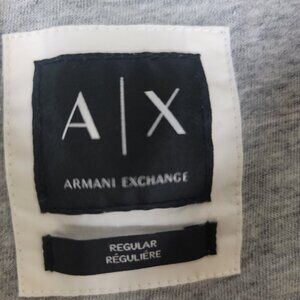 A|X
ARMANI EXCHANGE
REGULAR
RÉGULIÈRE